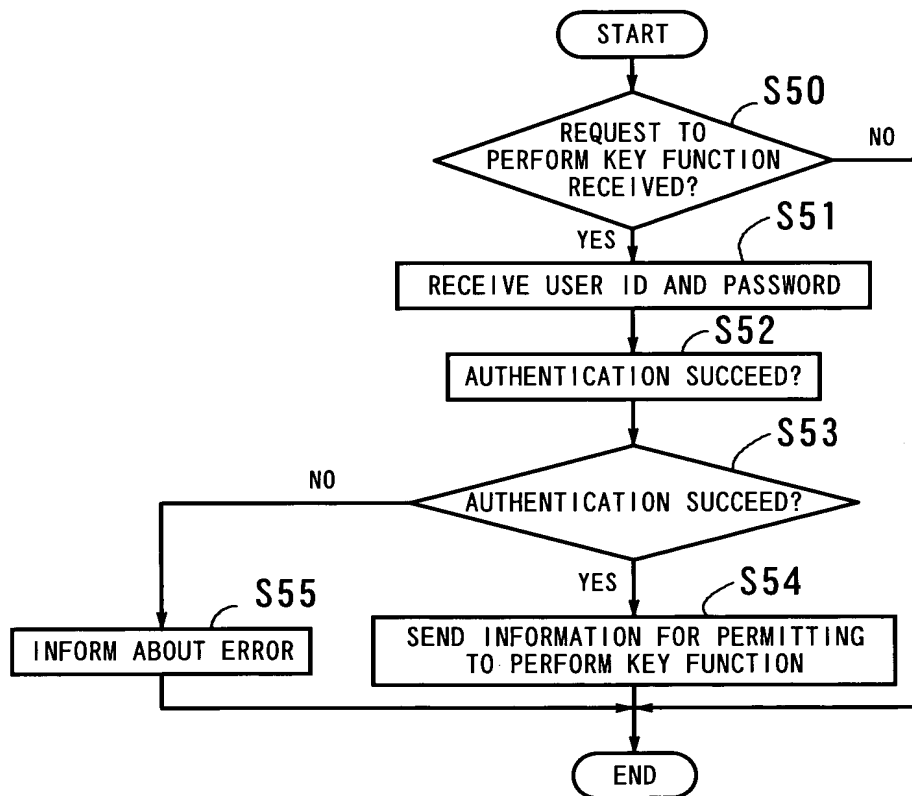 START
S50
REQUEST TO
PERFORM KEY FUNCTION
RECEIVED?
NO
YES
S51
RECEIVE USER ID AND PASSWORD
S52
AUTHENTICATION SUCCEED?
S53
AUTHENTICATION SUCCEED?
NO
YES
S54
SEND INFORMATION FOR PERMITTING
TO PERFORM KEY FUNCTION
S55
INFORM ABOUT ERROR
END